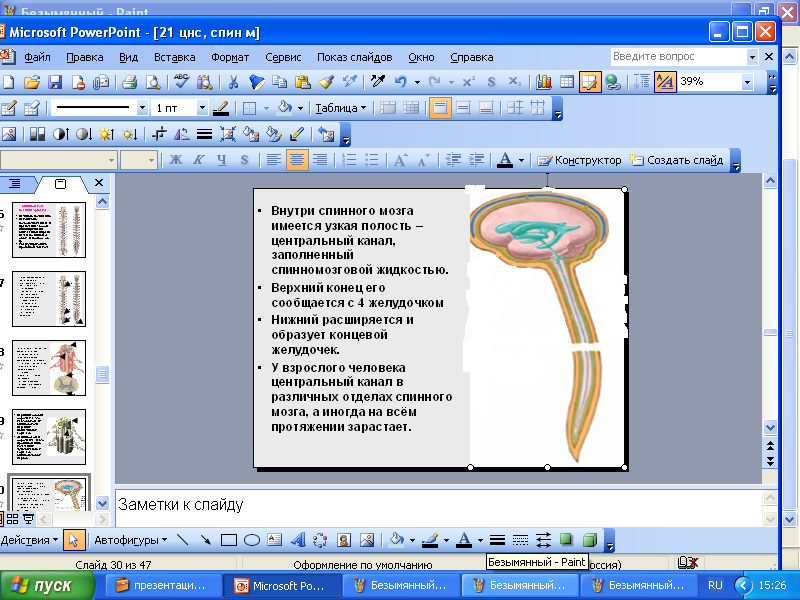 Безымянный - Paint
Microsoft PowerPoint - [21 цнс, спин м]
Файл Правка Вид Вставка Формат Сервис Показ слайдов Окно Справка
Введите вопрос
39%
1 пт
Таблица
Ж К Ч S
Конструктор Создать слайд
• Внутри спинного мозга
имеется узкая полость –
центральный канал,
заполненный
спинномозговой жидкостью.
• Верхний конец его
сообщается с 4 желудочком
• Нижний расширяется и
образует концевой
желудочек.
• У взрослого человека
центральный канал в
различных отделах спинного
мозга, а иногда на всём
протяжении зарастает.
Заметки к слайду
Действия Автофигуры
Безымянный - Paint
Слайд 30 из 47 Оформление по умолчанию оссия)
пуск презентаци... Microsoft Po... Безымянный... Безымянный... Безымянный... RU 15:26